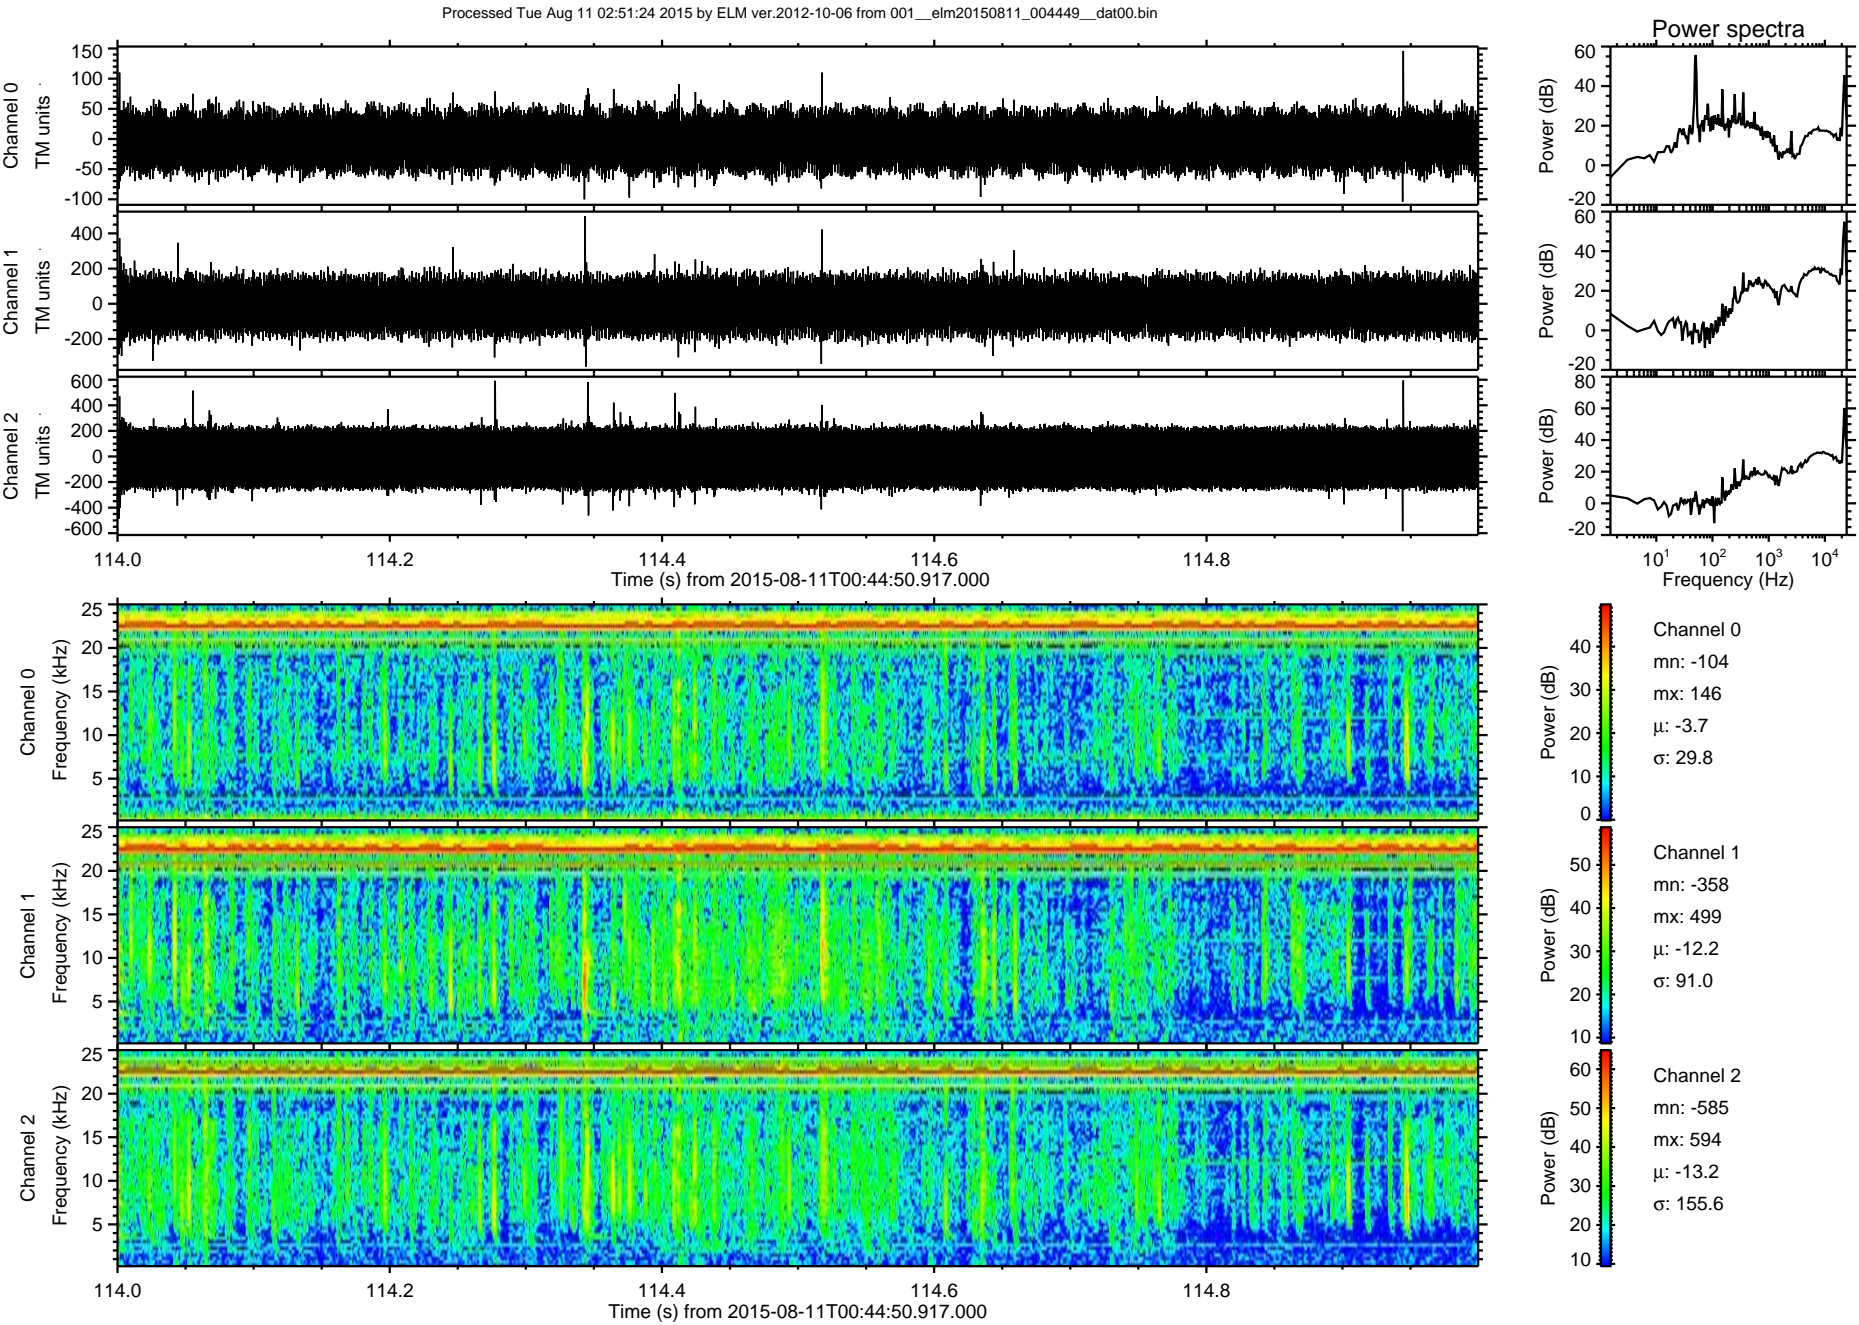 Processed Tue Aug 11 02:51:24 2015 by ELM ver.2012-10-06 from 001__elm20150811_004449__dat00.bin
Power spectra
Channel 0
TM units
150
100
50
0
-50
-100
Power (dB)
60
40
20
0
-20
Channel 1
TM units
400
200
0
-200
Power (dB)
60
40
20
0
-20
Channel 2
TM units
600
400
200
0
-200
-400
-600
Power (dB)
80
60
40
20
0
-20
114.0 114.2 114.4 114.6 114.8
Time (s) from 2015-08-11T00:44:50.917.000
10¹ 10² 10³ 10⁴
Frequency (Hz)
Channel 0
Frequency (kHz)
25
20
15
10
5
Power (dB)
40
30
20
10
0
Channel 0
mn: -104
mx: 146
μ: -3.7
σ: 29.8
Channel 1
Frequency (kHz)
25
20
15
10
5
Power (dB)
50
40
30
20
10
Channel 1
mn: -358
mx: 499
μ: -12.2
σ: 91.0
Channel 2
Frequency (kHz)
25
20
15
10
5
Power (dB)
60
50
40
30
20
10
Channel 2
mn: -585
mx: 594
μ: -13.2
σ: 155.6
114.0 114.2 114.4 114.6 114.8
Time (s) from 2015-08-11T00:44:50.917.000